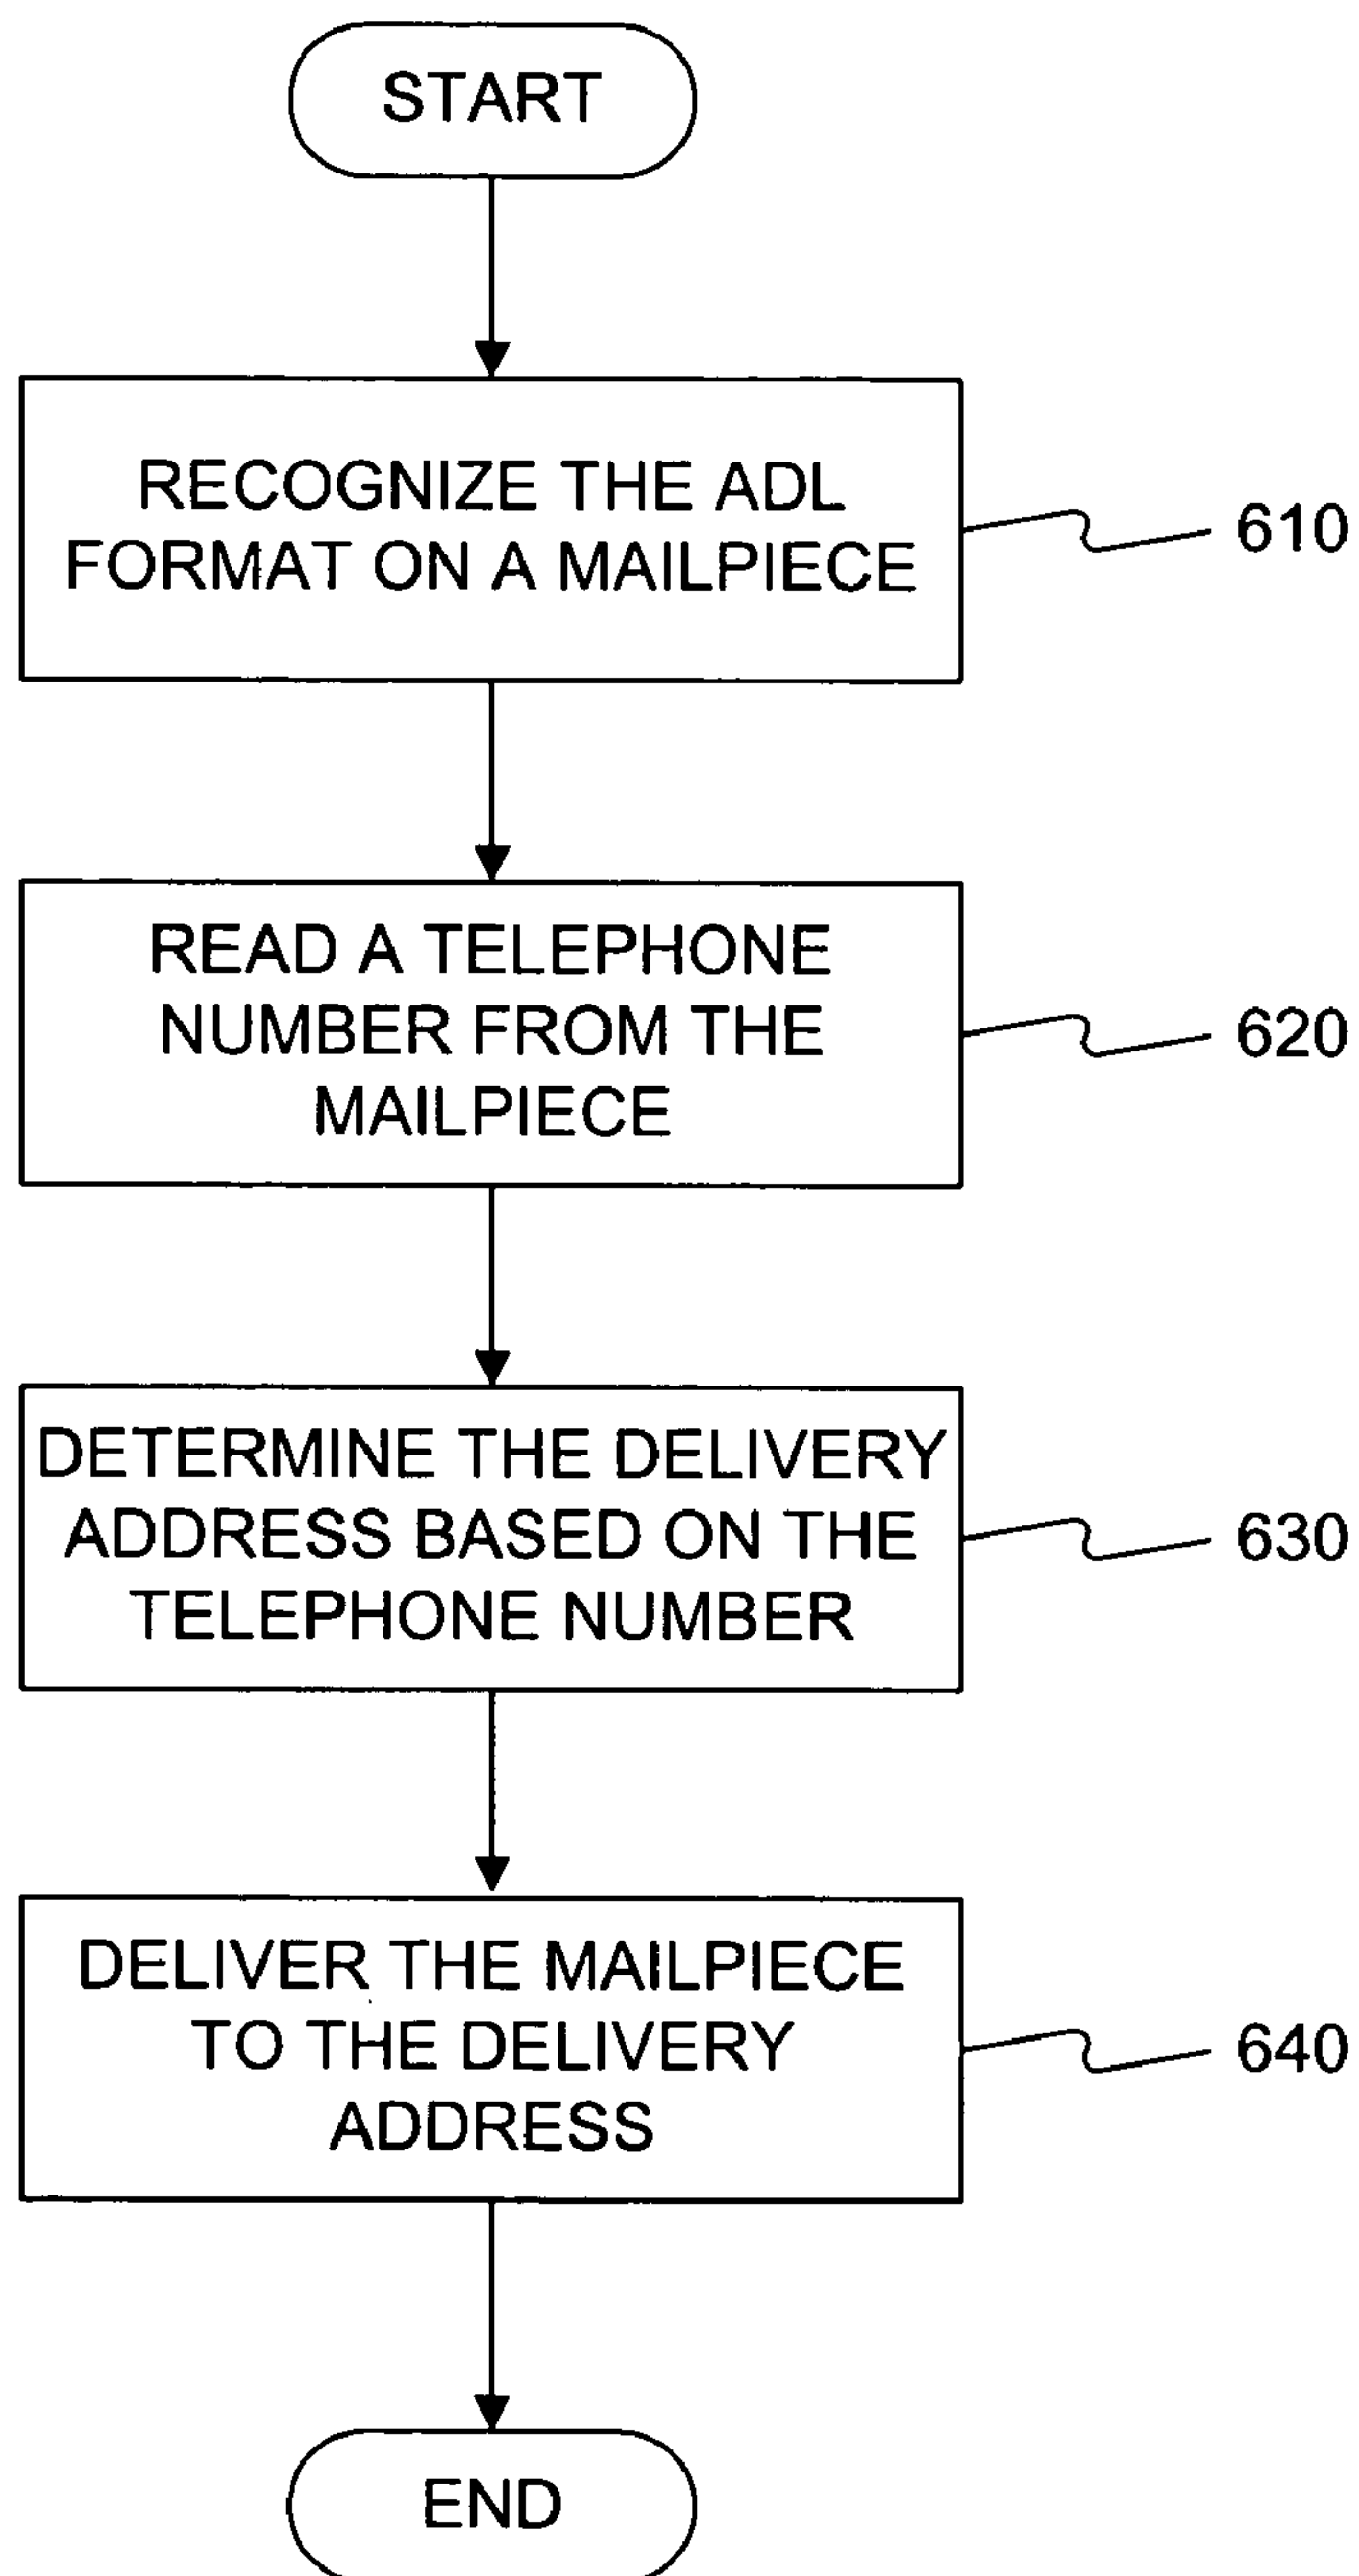 START
RECOGNIZE THE ADL
FORMAT ON A MAILPIECE
610
READ A TELEPHONE
NUMBER FROM THE
MAILPIECE
620
DETERMINE THE DELIVERY
ADDRESS BASED ON THE
TELEPHONE NUMBER
630
DELIVER THE MAILPIECE
TO THE DELIVERY
ADDRESS
640
END